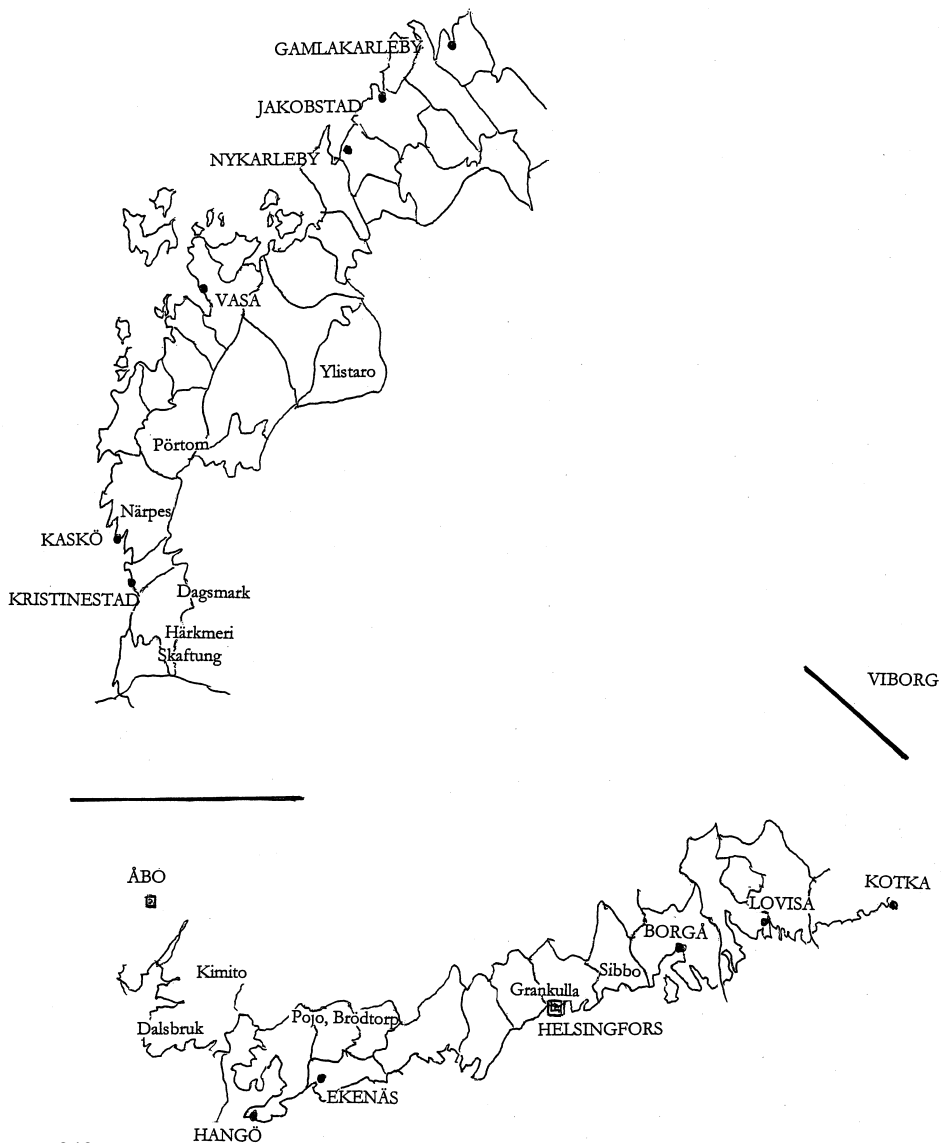 GAMLAKARLEBY
JAKOBSTAD
NYKARLEBY
VASA
Ylistaro
Pörtom
Närpes
KASKÖ
Dagsmark
KRISTINESTAD
Härkmeri
Skaftung
VIBORG
ÅBO
KOTKA
LOVISA
BORGÅ
Sibbo
Kimito
Grankulla
Pojo, Brödtorp
Dalsbruk
HELSINGFORS
EKENÄS
HANGÖ